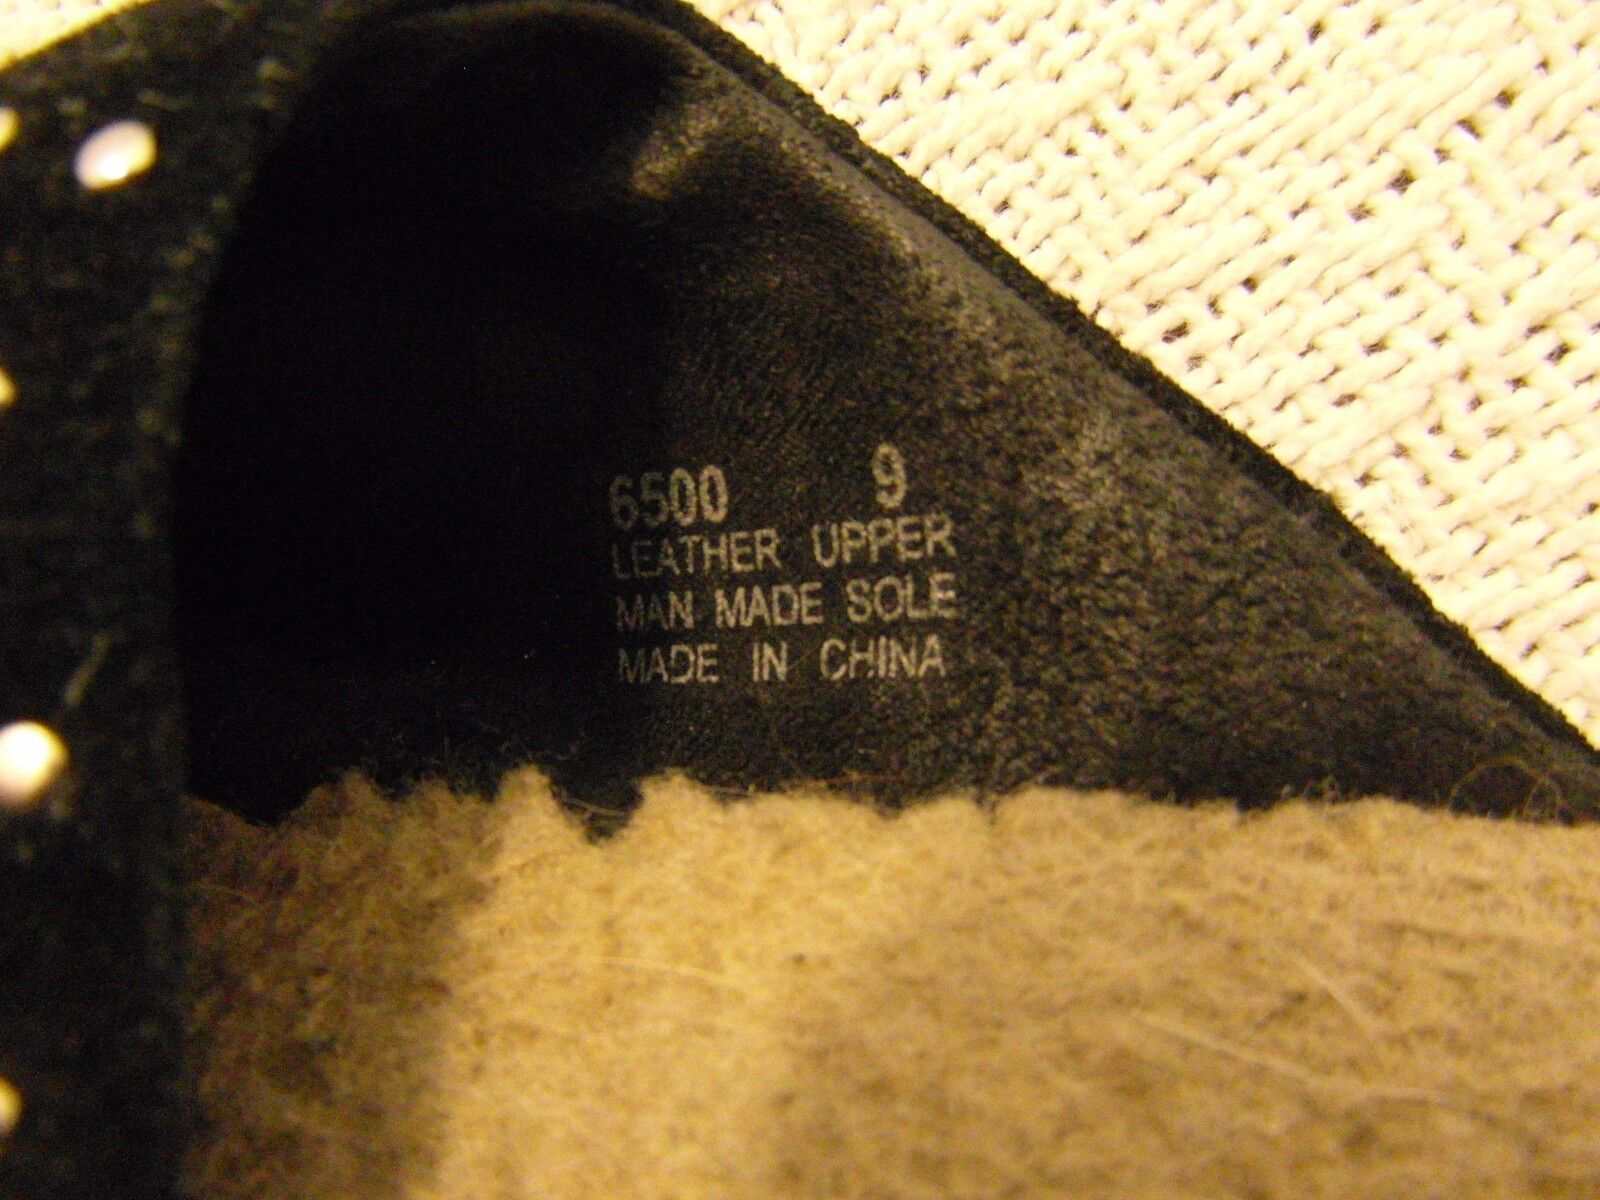 6500 9
LEATHER UPPER
MAN MADE SOLE
MADE IN CHINA